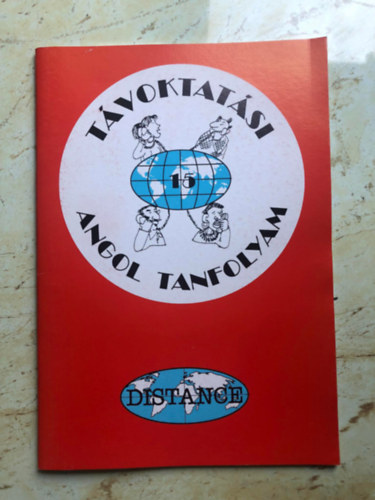 TÁVOKTATÁSI
15
ANGOL TANFOLYAM
DISTANCE